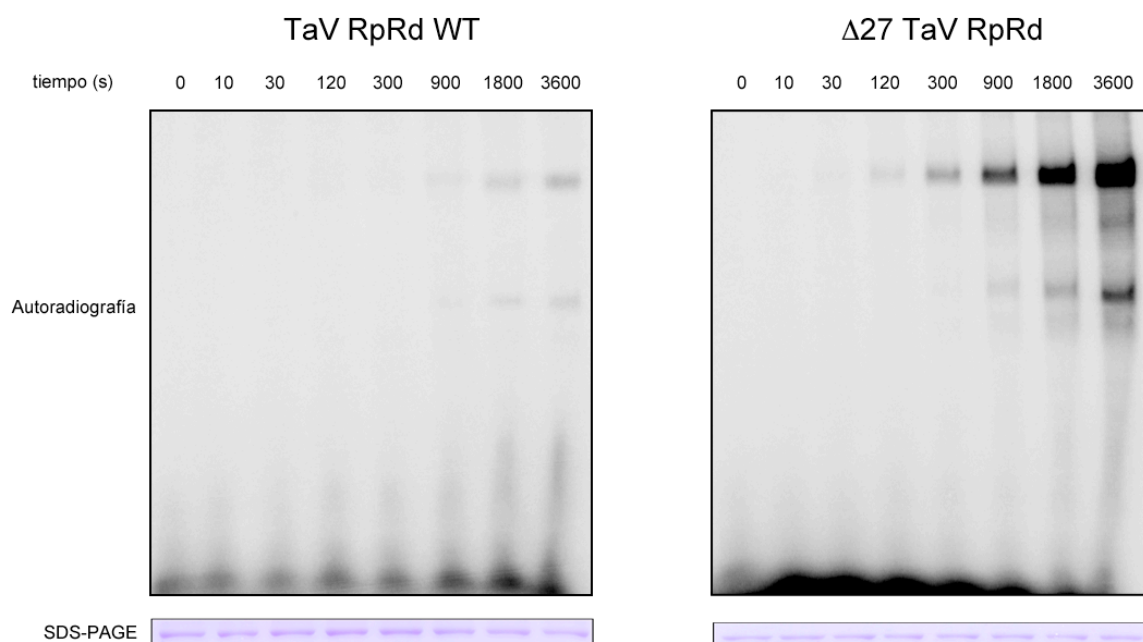 TaV RpRd WT
Δ27 TaV RpRd
tiempo (s) 0 10 30 120 300 900 1800 3600
0 10 30 120 300 900 1800 3600
Autoradiografía
SDS-PAGE